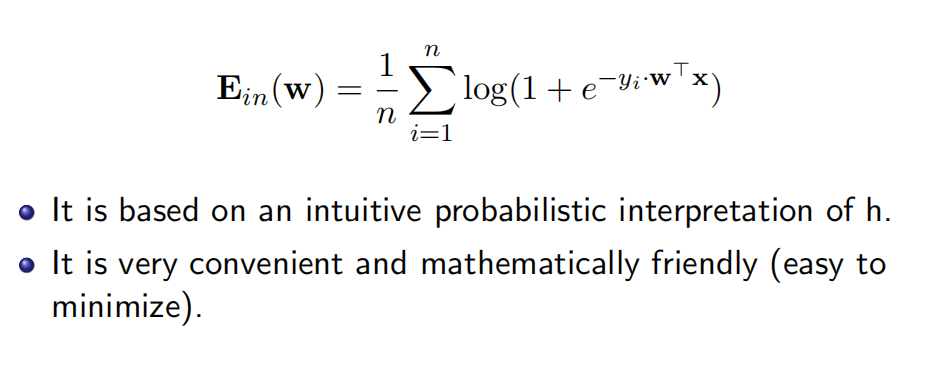 $$\mathbf{E}_{in}(\mathbf{w}) = \frac{1}{n} \sum_{i=1}^{n} \log(1 + e^{-y_i \cdot \mathbf{w}^\top \mathbf{x}})$$
• It is based on an intuitive probabilistic interpretation of h.
• It is very convenient and mathematically friendly (easy to
minimize).